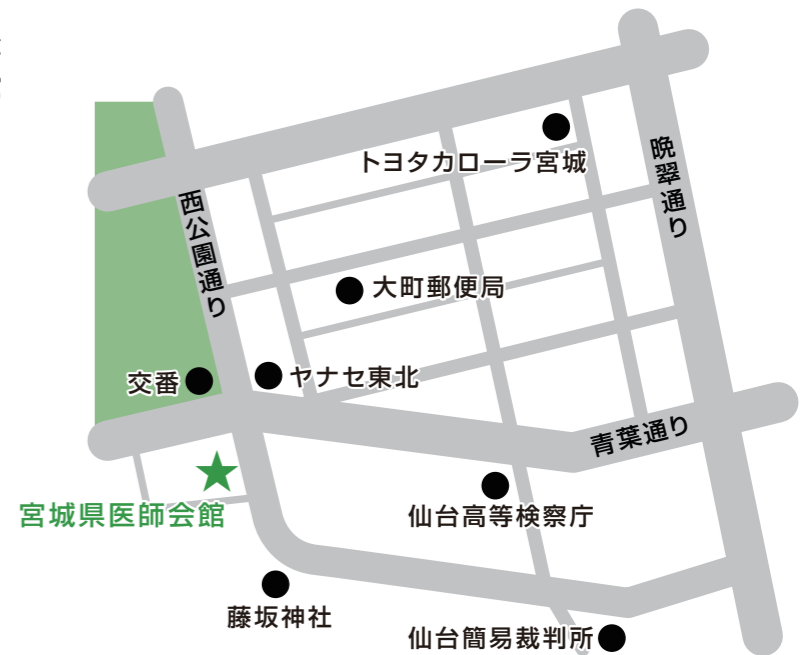 トヨタカローラ宮城
晩翠通り
西公園通り
大町郵便局
交番
ヤナセ東北
青葉通り
宮城県医師会館
仙台高等検察庁
藤坂神社
仙台簡易裁判所